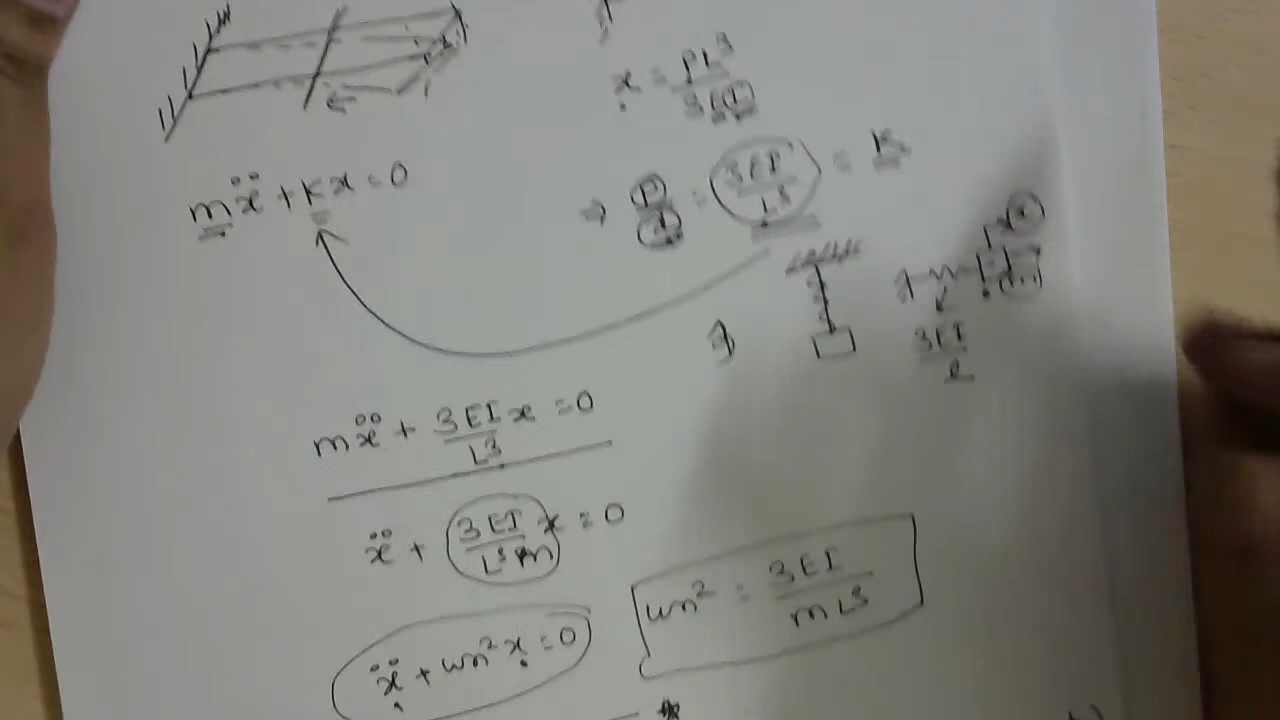 x = PL³/3EI
mẍ + kx = 0
⇒ P/x = 3EI/L³ = k
3EI
mẍ + 3EI/L³ x = 0
ẍ + 3EI/L³m x = 0
ωn² = 3EI/mL³
ẍ + ωn²x = 0